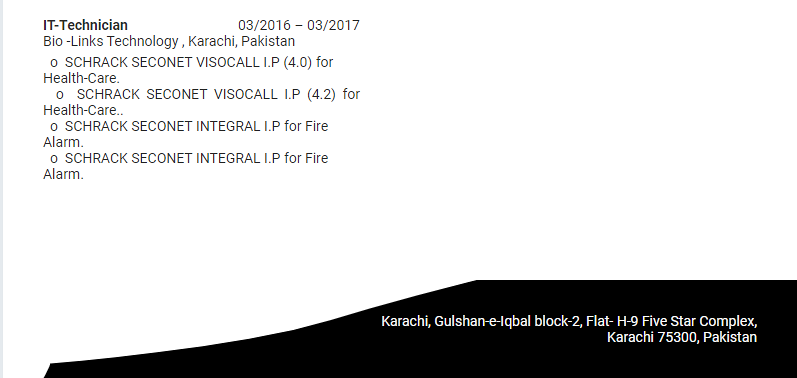 IT-Technician 03/2016 – 03/2017
Bio -Links Technology , Karachi, Pakistan
o SCHRACK SECONET VISOCALL I.P (4.0) for
Health-Care.
o SCHRACK SECONET VISOCALL I.P (4.2) for
Health-Care..
o SCHRACK SECONET INTEGRAL I.P for Fire
Alarm.
o SCHRACK SECONET INTEGRAL I.P for Fire
Alarm.
Karachi, Gulshan-e-Iqbal block-2, Flat- H-9 Five Star Complex,
Karachi 75300, Pakistan